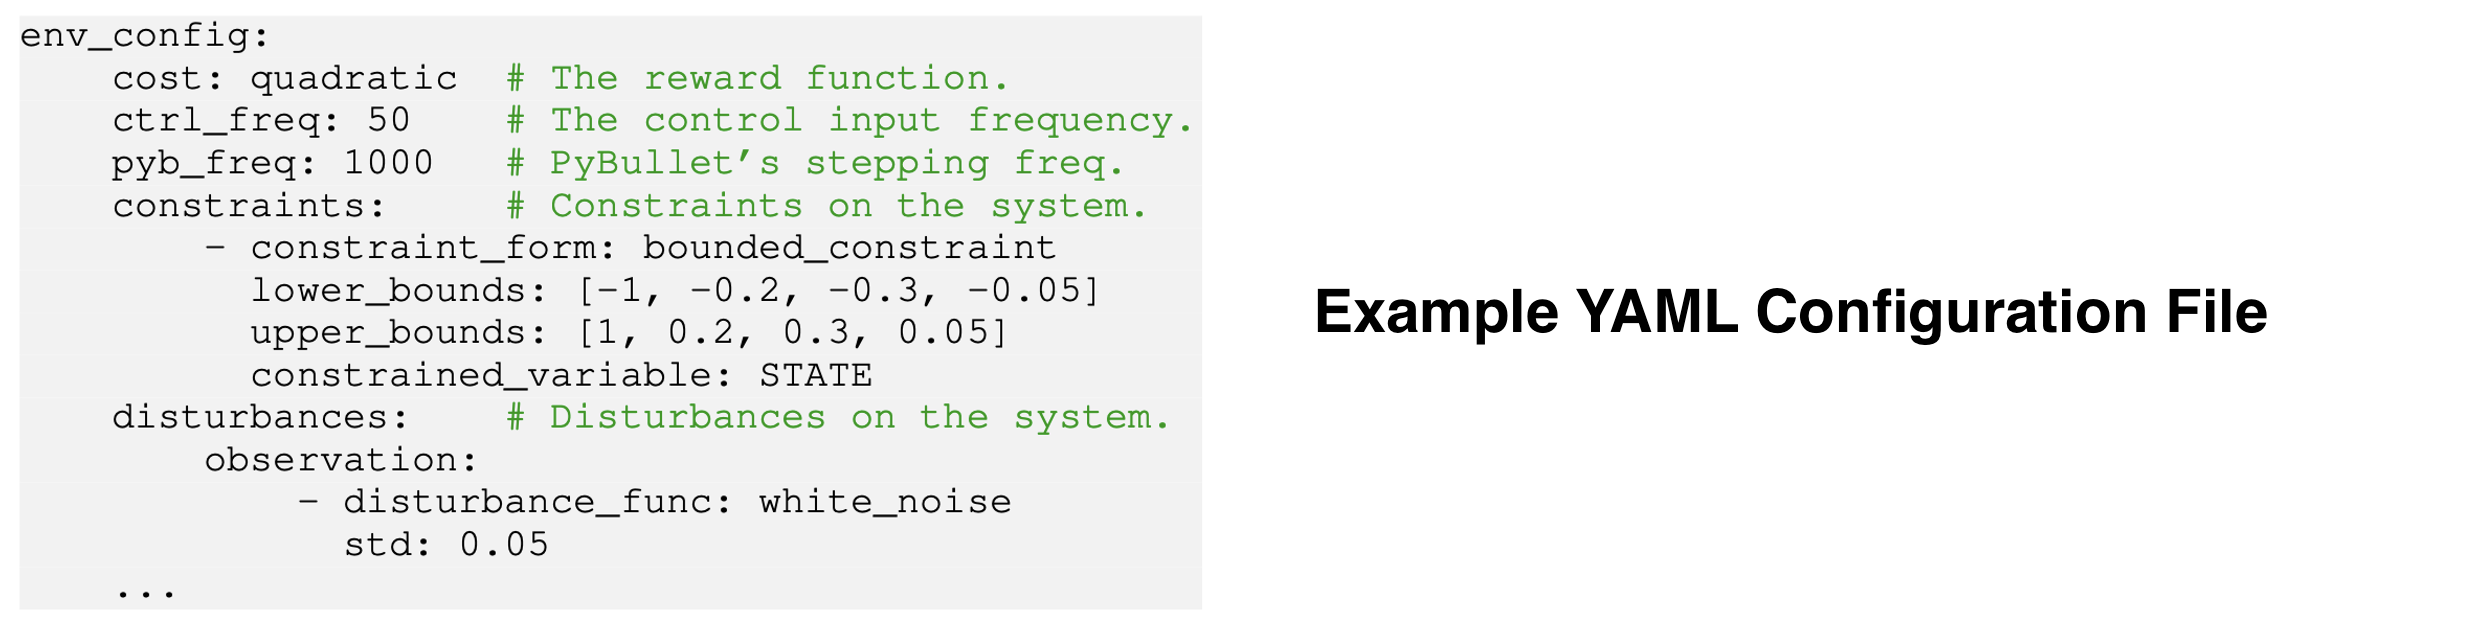 env_config:
    cost: quadratic  # The reward function.
    ctrl_freq: 50    # The control input frequency.
    pyb_freq: 1000   # PyBullet’s stepping freq.
    constraints:     # Constraints on the system.
        - constraint_form: bounded_constraint
          lower_bounds: [-1, -0.2, -0.3, -0.05]
          upper_bounds: [1, 0.2, 0.3, 0.05]
          constrained_variable: STATE
    disturbances:    # Disturbances on the system.
        observation:
            - disturbance_func: white_noise
              std: 0.05
    ...
Example YAML Configuration File